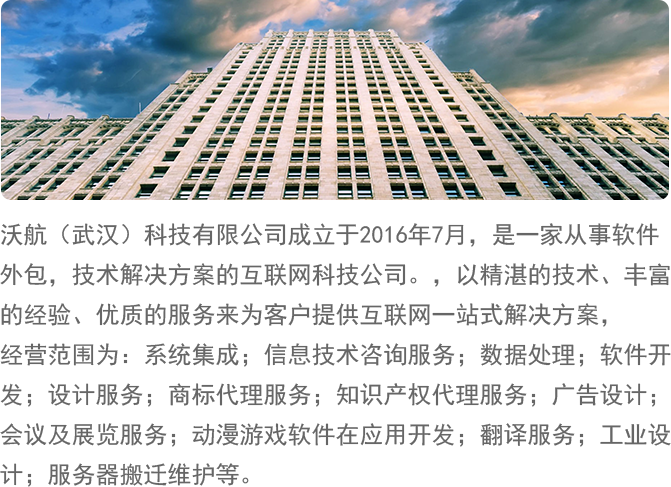 沃航（武汉）科技有限公司成立于2016年7月，是一家从事软件
外包，技术解决方案的互联网科技公司。，以精湛的技术、丰富
的经验、优质的服务来为客户提供互联网一站式解决方案，
经营范围为：系统集成；信息技术咨询服务；数据处理；软件开
发；设计服务；商标代理服务；知识产权代理服务；广告设计；
会议及展览服务；动漫游戏软件在应用开发；翻译服务；工业设
计；服务器搬迁维护等。